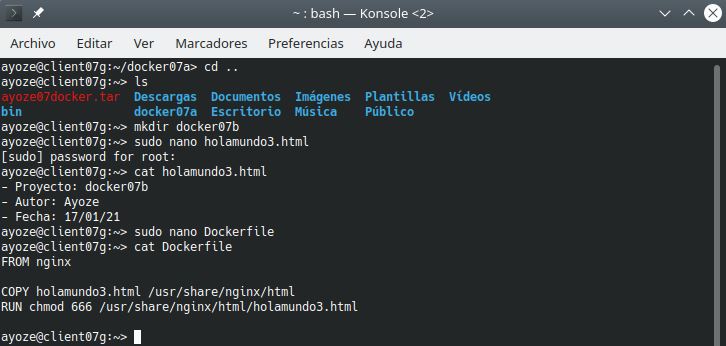 ~ : bash — Konsole <2>
Archivo Editar Ver Marcadores Preferencias Ayuda
ayoze@client07g:~/docker07a> cd ..
ayoze@client07g:~> ls
ayoze07docker.tar Descargas Documentos Imágenes Plantillas Vídeos
bin docker07a Escritorio Música Público
ayoze@client07g:~> mkdir docker07b
ayoze@client07g:~> sudo nano holamundo3.html
[sudo] password for root:
ayoze@client07g:~> cat holamundo3.html
- Proyecto: docker07b
- Autor: Ayoze
- Fecha: 17/01/21
ayoze@client07g:~> sudo nano Dockerfile
ayoze@client07g:~> cat Dockerfile
FROM nginx
COPY holamundo3.html /usr/share/nginx/html
RUN chmod 666 /usr/share/nginx/html/holamundo3.html
ayoze@client07g:~>